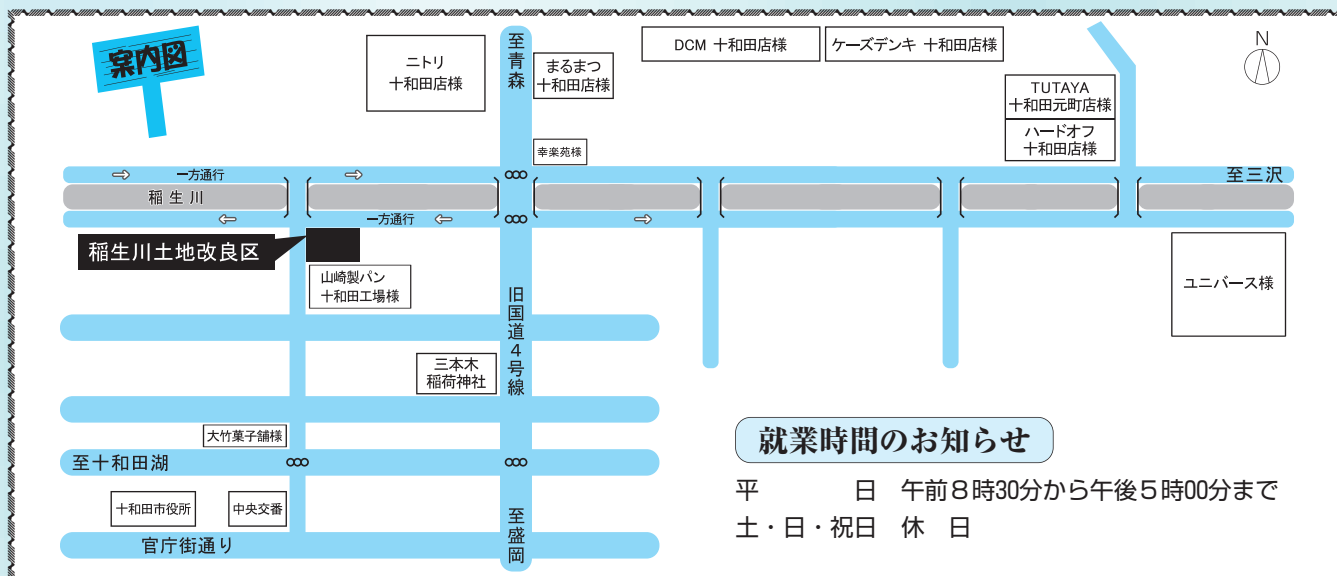 案内図
ニトリ
十和田店様
至青森
まるまつ
十和田店様
DCM 十和田店様
ケーズデンキ 十和田店様
N
TUTAYA
十和田元町店様
ハードオフ
十和田店様
幸楽苑様
一方通行
至三沢
稲生川
一方通行
稲生川土地改良区
山崎製パン
十和田工場様
旧国道4号線
ユニバース様
三本木
稲荷神社
大竹菓子舗様
至十和田湖
十和田市役所
中央交番
至盛岡
官庁街通り
就業時間のお知らせ
平　　　日　午前8時30分から午後5時00分まで
土・日・祝日　休　日